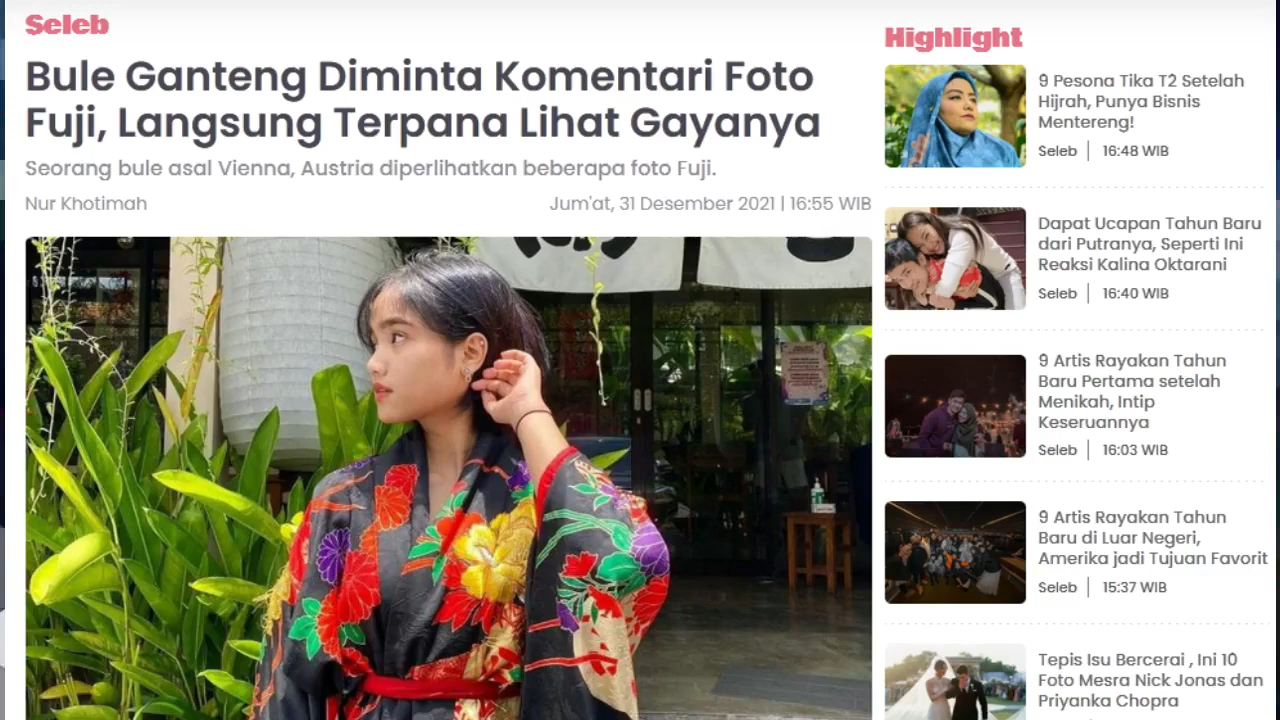 Seleb
Bule Ganteng Diminta Komentari Foto
Fuji, Langsung Terpana Lihat Gayanya
Seorang bule asal Vienna, Austria diperlihatkan beberapa foto Fuji.
Nur Khotimah
Jum'at, 31 Desember 2021 | 16:55 WIB
Highlight
9 Pesona Tika T2 Setelah
Hijrah, Punya Bisnis
Mentereng!
Seleb | 16:48 WIB
Dapat Ucapan Tahun Baru
dari Putranya, Seperti Ini
Reaksi Kalina Oktarani
Seleb | 16:40 WIB
9 Artis Rayakan Tahun
Baru Pertama setelah
Menikah, Intip
Keseruannya
Seleb | 16:03 WIB
9 Artis Rayakan Tahun
Baru di Luar Negeri,
Amerika jadi Tujuan Favorit
Seleb | 15:37 WIB
Tepis Isu Bercerai , Ini 10
Foto Mesra Nick Jonas dan
Priyanka Chopra